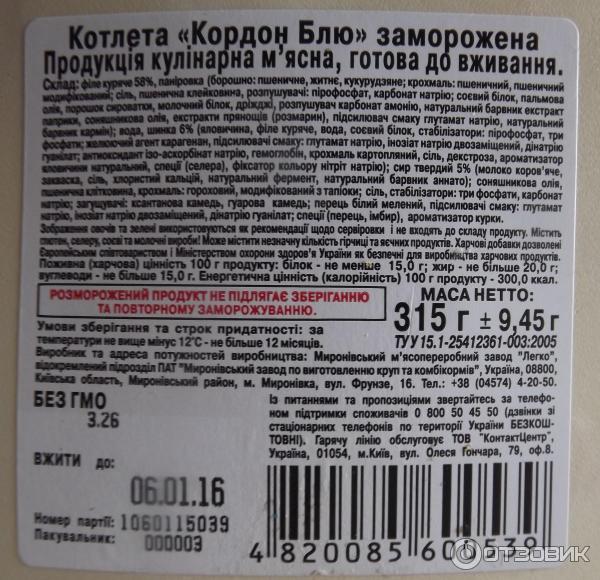 Котлета «Кордон Блю» заморожена
Продукція кулінарна м'ясна, готова до вживання.
Склад: філе куряче 58%, паніровка (борошно: пшеничне, житнє, кукурудзяне; крохмаль: пшеничний, пшеничний
модифікований; сіль, пшенична клейковина, розпушувачі: пірофосфат, карбонат натрію; соєвий білок, пальмова
олія, порошок сироватки, молочний білок, дріжджі), розпушувач карбонат амонію, натуральний барвник екстракт
паприки, соняшникова олія, екстракти прянощів (розмарин), підсилювач смаку глутамат натрію, натуральний
барвник кармін); вода, шинка 6% (яловичина, філе куряче, вода, соєвий білок, стабілізатори: пірофосфат, три
фосфати; желюючий агент карагенан, підсилювачі смаку: глутамат натрію, інозіат натрію двозаміщений, динатрію
гуанілат; антиоксидант ізо-аскорбінат натрію, гемоглобін, крохмаль картопляний, сіль, декстроза, ароматизатор
яловичини натуральний, спеції (селера), фіксатор кольору нітріт натрію); сир твердий 5% (молоко коров'яче,
закваска, сіль, хлористий кальцій, натуральний фермент, натуральний барвник аннато); соняшникова олія,
пшенична клітковина, крохмаль: гороховий, модифікований з тапіоки; сіль, стабілізатори: три фосфати, карбонат
натрію; загущувачі: ксантанова камедь, гуарова камедь; перець білий мелений, підсилювачі смаку: глутамат
натрію, інозіат натрію двозаміщений, динатрію гуанілат; спеції (перець, імбир), ароматизатор курки.
Зображення овочів та зелені використовуються як рекомендації щодо сервіровки і не входять до складу продукту. Містить
глютен, селеру, соєві та молочні вироби! Може містити незначну кількість гірчиці та яєчних продуктів. Харчові добавки дозволені
Європейським співтовариством і Міністерством охорони здоров'я України як безпечні для виробництва харчових продуктів.
Поживна (харчова) цінність 100 г продукту: білок - не менше 15,0 г; жир - не більше 20,0 г;
вуглеводи - не більше 15,0 г. Енергетична цінність (калорійність) 100 г продукту - 300,0 ккал.
РОЗМОРОЖЕНИЙ ПРОДУКТ НЕ ПІДЛЯГАЄ ЗБЕРІГАННЮ
ТА ПОВТОРНОМУ ЗАМОРОЖУВАННЮ.
МАСА НЕТТО:
315 г ± 9,45 г
ТУ У 15.1-25412361-003:2005
Умови зберігання та строк придатності: за
температури не вище мінус 12°С - не більше 12 місяців.
Виробник та адреса потужностей виробництва: Миронівський м'ясопереробний завод "Легко",
відокремлений підрозділ ПАТ "Миронівський завод по виготовленню круп та комбікормів", Україна, 08800,
Київська область, Миронівський район, м. Миронівка, вул. Фрунзе, 16. Тел.: +38 (04574) 4-20-50.
БЕЗ ГМО
3.26
Із питаннями та пропозиціями звертайтесь за телефо-
ном підтримки споживачів 0 800 50 45 50 (дзвінки зі
стаціонарних телефонів по території України БЕЗКОШ-
ТОВНІ). Гарячу лінію обслуговує ТОВ "КонтактЦентр",
Україна, 01054, м.Київ, вул. Олеся Гончара, 79, оф.8.
ВЖИТИ до:
06.01.16
Номер партії: 1060115039
Пакувальник: 000003
4 820085 600539
ОТЗОВИК